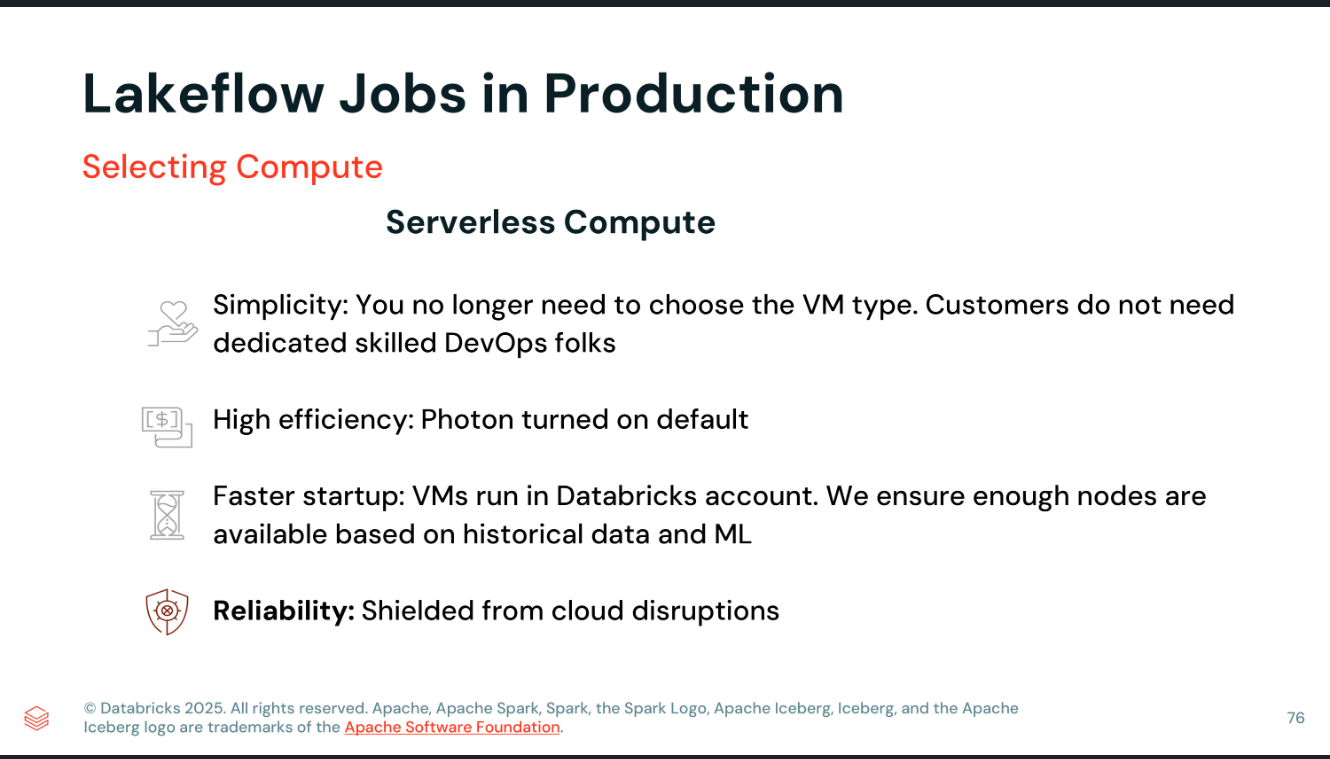 Lakeflow Jobs in Production
Selecting Compute
Serverless Compute
Simplicity: You no longer need to choose the VM type. Customers do not need
dedicated skilled DevOps folks
[$]
High efficiency: Photon turned on default
Faster startup: VMs run in Databricks account. We ensure enough nodes are
available based on historical data and ML
Reliability: Shielded from cloud disruptions
© Databricks 2025. All rights reserved. Apache, Apache Spark, Spark, the Spark Logo, Apache Iceberg, Iceberg, and the Apache
Iceberg logo are trademarks of the Apache Software Foundation.
76